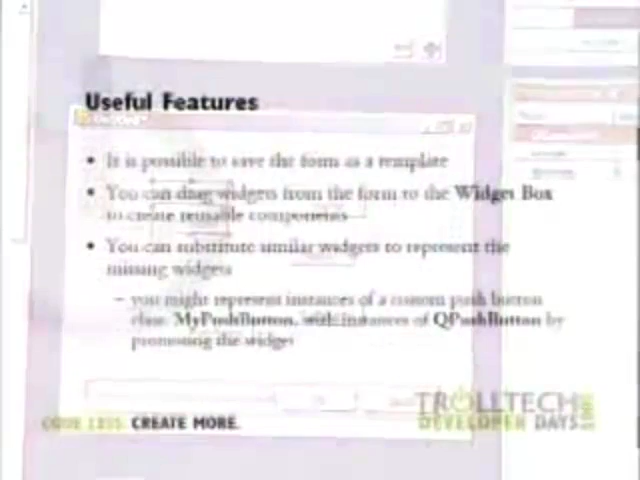 Useful Features
• It is possible to save the form as a template
• You can drag widgets from the form to the Widget Box
to create reusable components
• You can substitute similar widgets to represent the
missing widgets
– you might represent instances of a custom push button
class MyPushButton, with instances of QPushButton by
promoting the widget
TROLLTECH
CODE LESS. CREATE MORE.
DEVELOPER DAYS